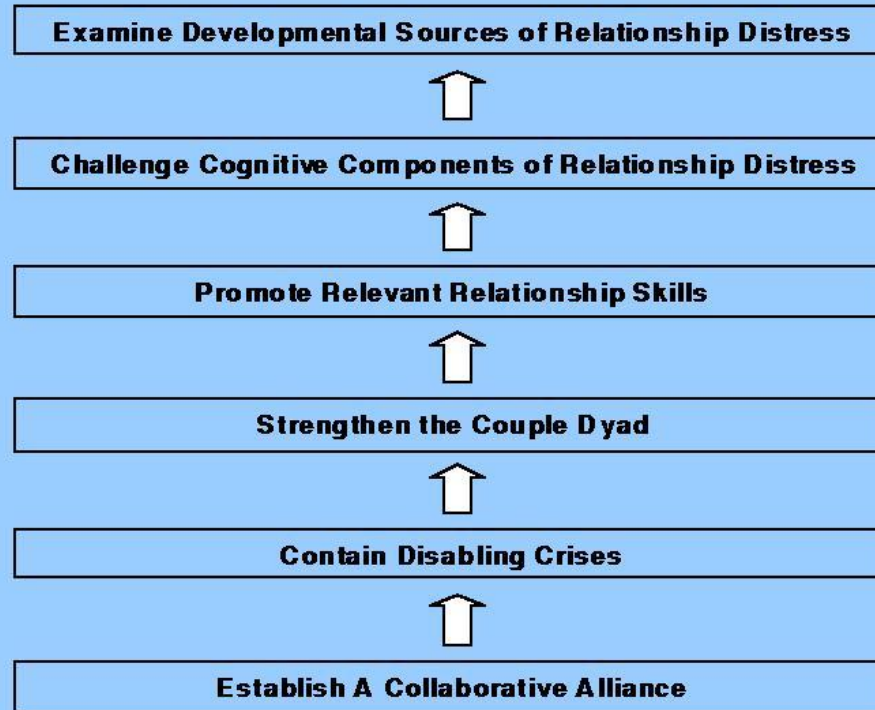 Examine Developmental Sources of Relationship Distress
Challenge Cognitive Components of Relationship Distress
Promote Relevant Relationship Skills
Strengthen the Couple Dyad
Contain Disabling Crises
Establish A Collaborative Alliance